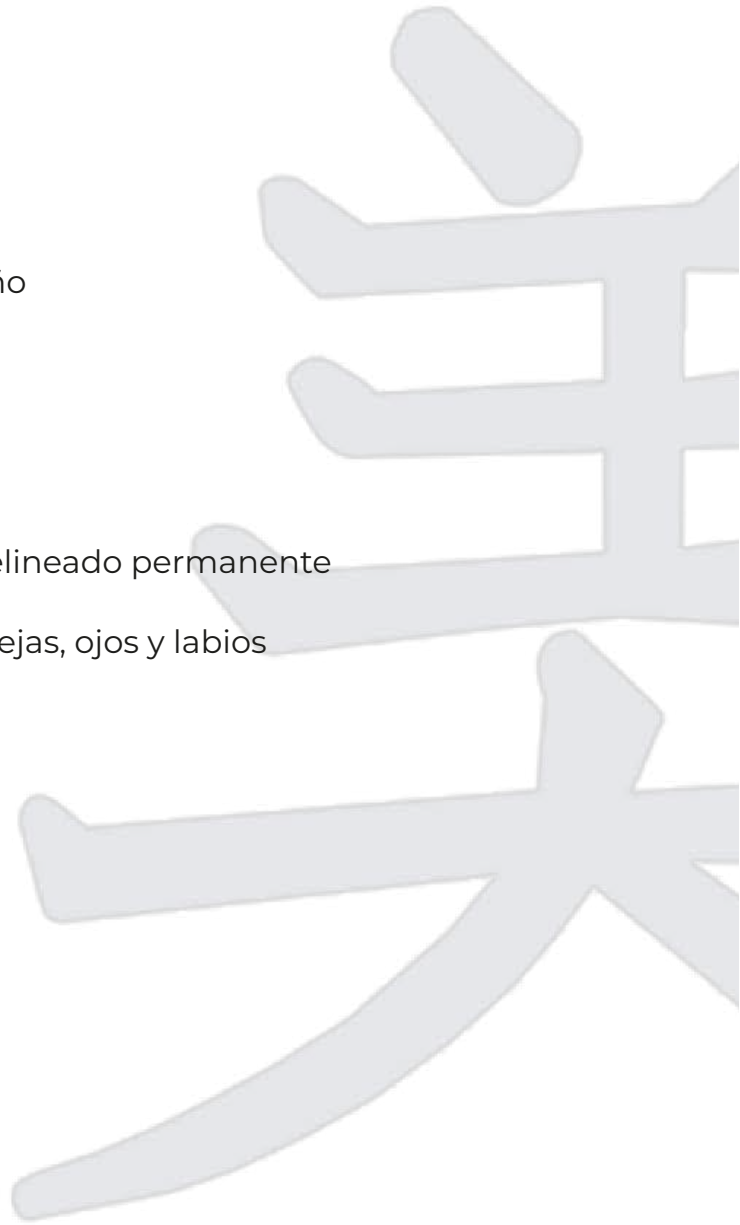 美
ño
elineado permanente
ejas, ojos y labios